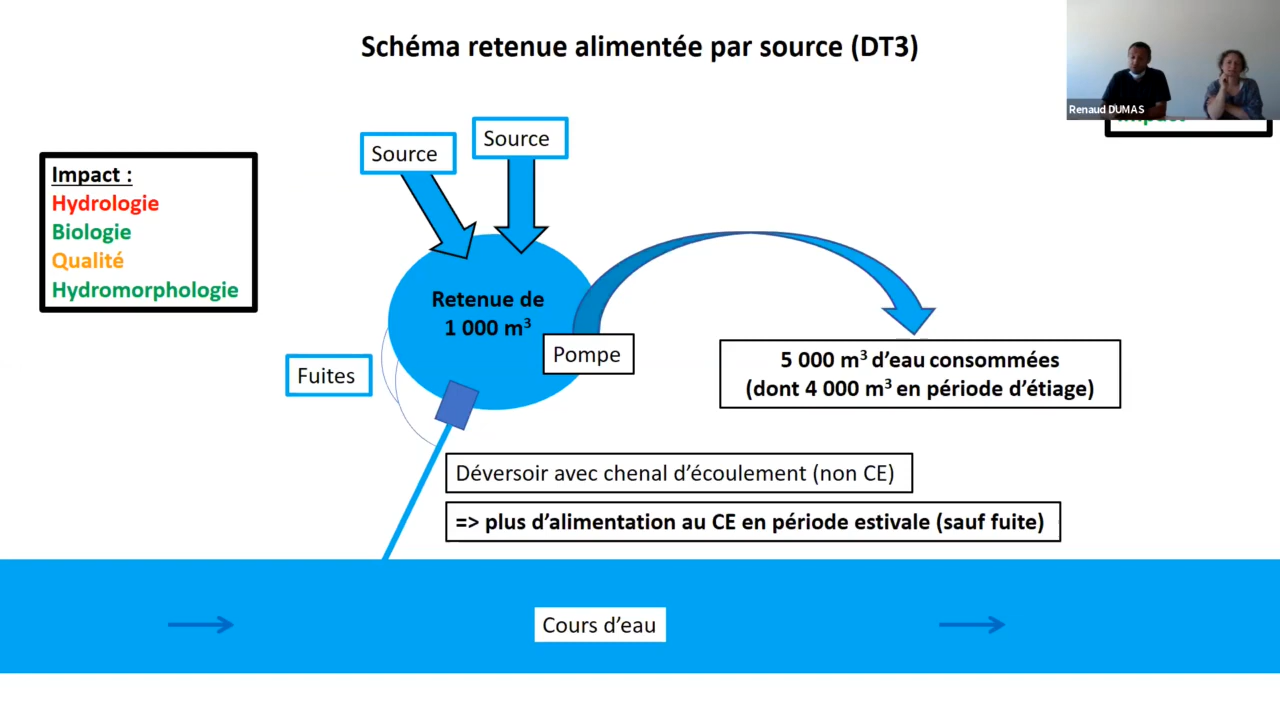 Schéma retenue alimentée par source (DT3)
Renaud DUMAS
Source
Source
Impact :
Hydrologie
Biologie
Qualité
Hydromorphologie
Retenue de
1 000 m³
Pompe
Fuites
5 000 m³ d'eau consommées
(dont 4 000 m³ en période d'étiage)
Déversoir avec chenal d'écoulement (non CE)
=> plus d'alimentation au CE en période estivale (sauf fuite)
Cours d'eau